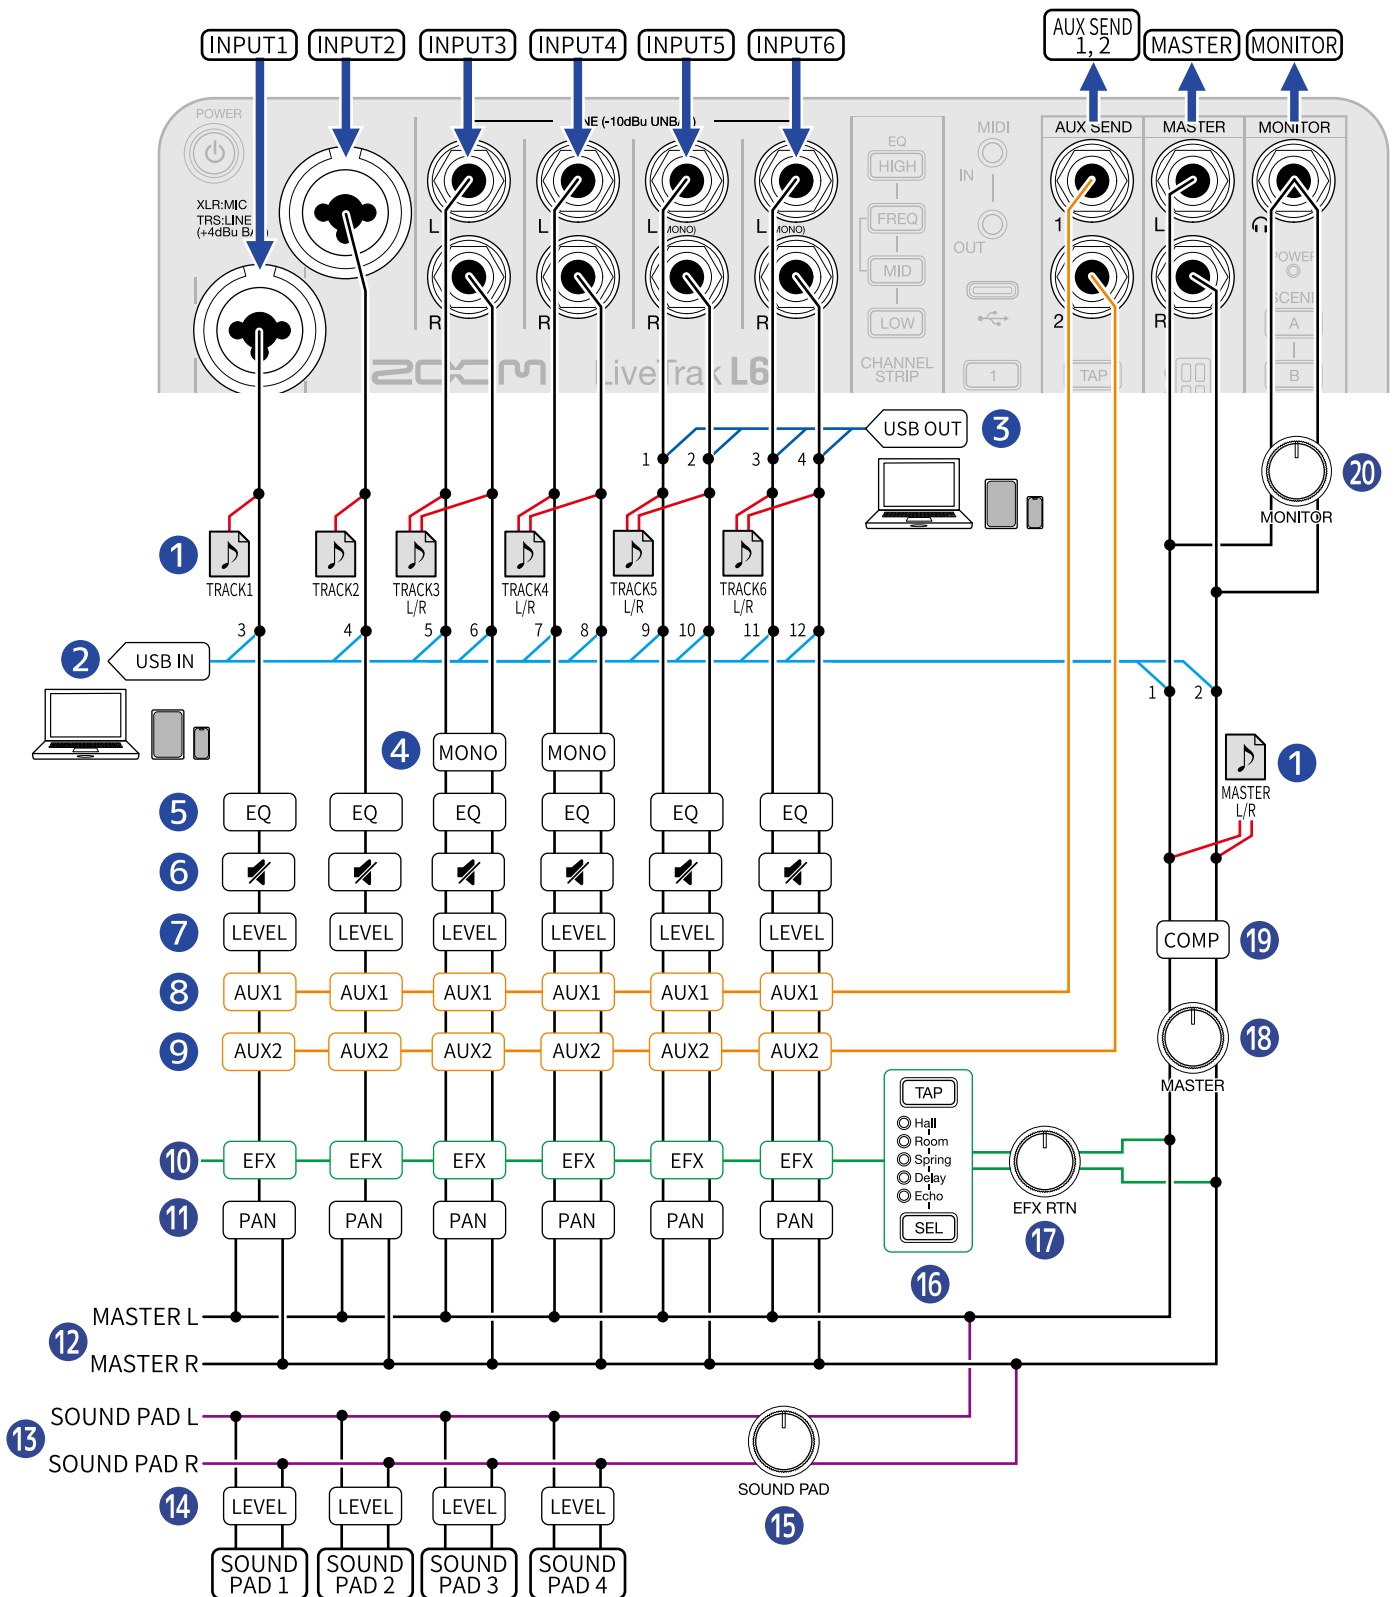 INPUT1 INPUT2 INPUT3 INPUT4 INPUT5 INPUT6 AUX SEND 1, 2 MASTER MONITOR
POWER
XLR:MIC
TRS:LINE
(+4dBu
(-10dBu
L R L R L R L R
EQ
HIGH
FREQ
MID
LOW
CHANNEL
STRIP
MIDI
IN
OUT
1
AUX SEND
1
2
TAP
MASTER
L
R
MONITOR
A
B
ZOOM LiveTrak L6
1 2 3 4 USB OUT 3
20
MONITOR
1 TRACK1 TRACK2 TRACK3 L/R TRACK4 L/R TRACK5 L/R TRACK6 L/R
3 4 5 6 7 8 9 10 11 12
2 USB IN
1 2
4 MONO MONO
MASTER
L/R
1
5 EQ EQ EQ EQ EQ EQ
6
7 LEVEL LEVEL LEVEL LEVEL LEVEL LEVEL
COMP 19
8 AUX1 AUX1 AUX1 AUX1 AUX1 AUX1
9 AUX2 AUX2 AUX2 AUX2 AUX2 AUX2
18
MASTER
TAP
Hall
Room
Spring
Delay
Echo
SEL
16
10 EFX EFX EFX EFX EFX EFX
EFX RTN
17
11 PAN PAN PAN PAN PAN PAN
12
MASTER L
MASTER R
13
SOUND PAD L
SOUND PAD R
SOUND PAD
15
14 LEVEL LEVEL LEVEL LEVEL
SOUND PAD 1 SOUND PAD 2 SOUND PAD 3 SOUND PAD 4